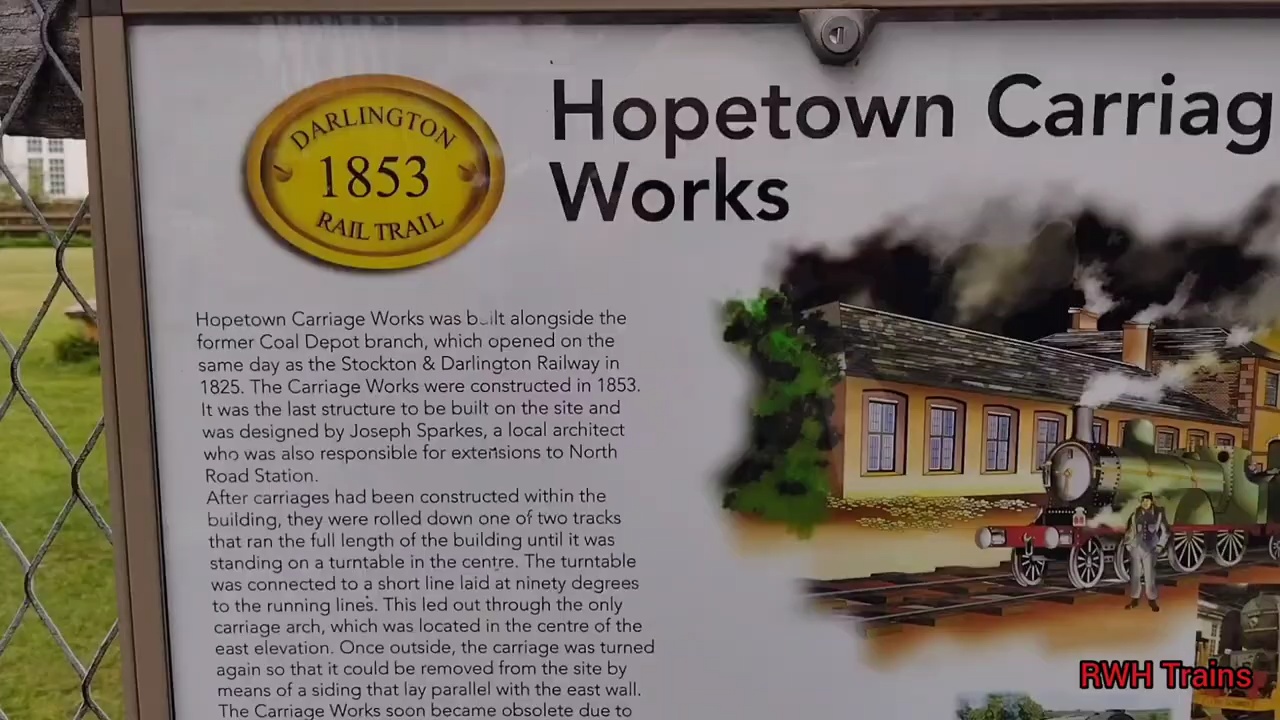 DARLINGTON
1853
RAIL TRAIL
Hopetown Carriag
Works
Hopetown Carriage Works was built alongside the
former Coal Depot branch, which opened on the
same day as the Stockton & Darlington Railway in
1825. The Carriage Works were constructed in 1853.
It was the last structure to be built on the site and
was designed by Joseph Sparkes, a local architect
who was also responsible for extensions to North
Road Station.
After carriages had been constructed within the
building, they were rolled down one of two tracks
that ran the full length of the building until it was
standing on a turntable in the centre. The turntable
was connected to a short line laid at ninety degrees
to the running lines. This led out through the only
carriage arch, which was located in the centre of the
east elevation. Once outside, the carriage was turned
again so that it could be removed from the site by
means of a siding that lay parallel with the east wall.
The Carriage Works soon became obsolete due to
RWH Trains